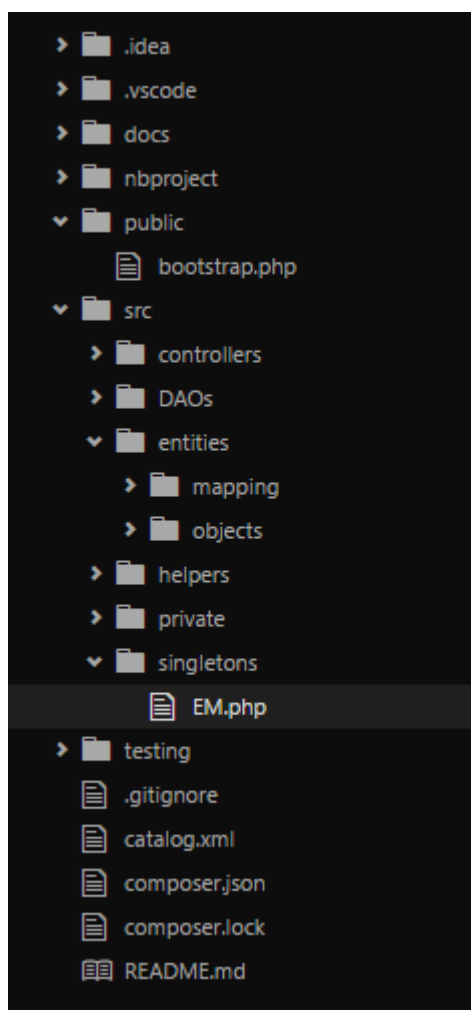 .idea
.vscode
docs
nbproject
public
bootstrap.php
src
controllers
DAOs
entities
mapping
objects
helpers
private
singletons
EM.php
testing
.gitignore
catalog.xml
composer.json
composer.lock
README.md